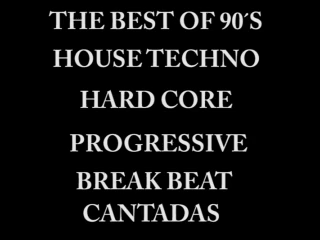 THE BEST OF 90´S
HOUSE TECHNO
HARD CORE
PROGRESSIVE
BREAK BEAT
CANTADAS